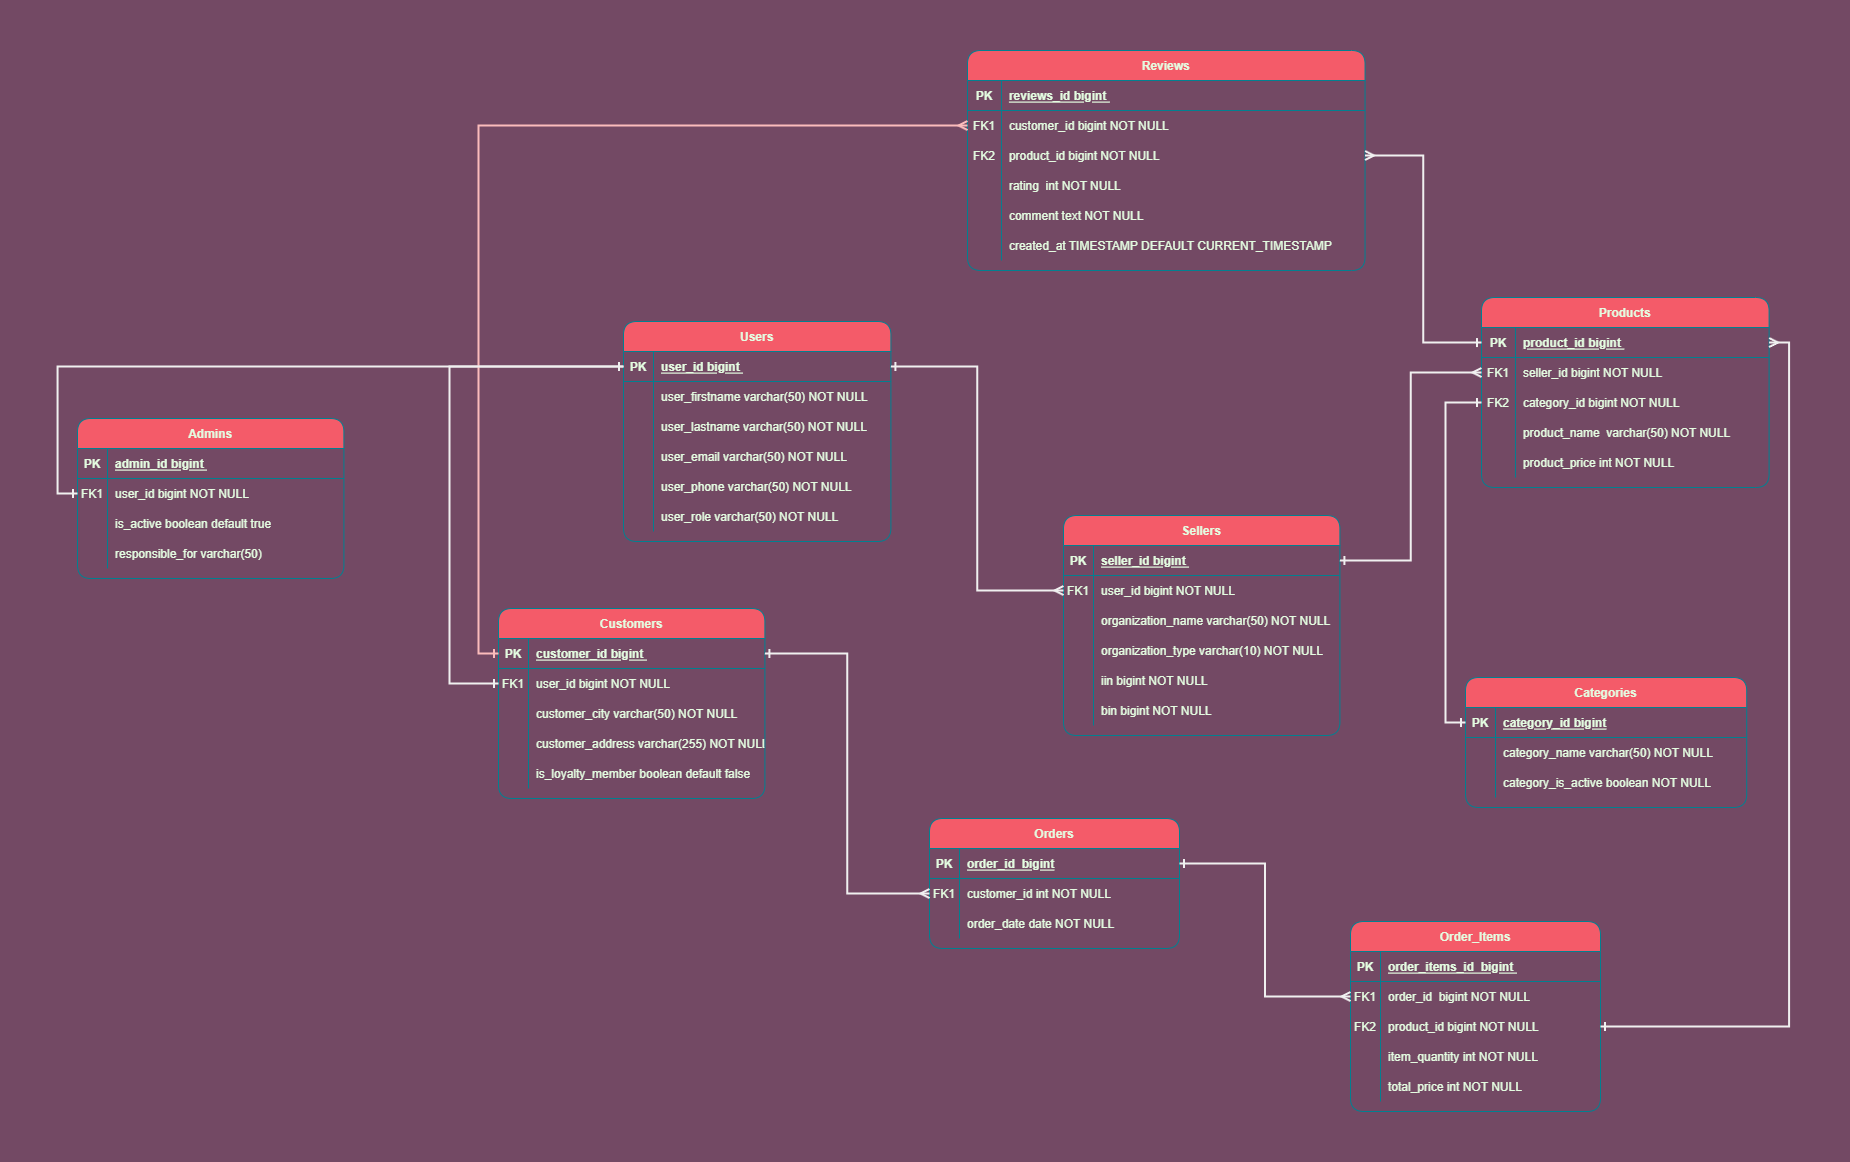 Reviews
PK reviews_id bigint
FK1 customer_id bigint NOT NULL
FK2 product_id bigint NOT NULL
rating int NOT NULL
comment text NOT NULL
created_at TIMESTAMP DEFAULT CURRENT_TIMESTAMP
Products
PK product_id bigint
FK1 seller_id bigint NOT NULL
FK2 category_id bigint NOT NULL
product_name varchar(50) NOT NULL
product_price int NOT NULL
Users
PK user_id bigint
user_firstname varchar(50) NOT NULL
user_lastname varchar(50) NOT NULL
user_email varchar(50) NOT NULL
user_phone varchar(50) NOT NULL
user_role varchar(50) NOT NULL
Admins
PK admin_id bigint
FK1 user_id bigint NOT NULL
is_active boolean default true
responsible_for varchar(50)
Sellers
PK seller_id bigint
FK1 user_id bigint NOT NULL
organization_name varchar(50) NOT NULL
organization_type varchar(10) NOT NULL
iin bigint NOT NULL
bin bigint NOT NULL
Customers
PK customer_id bigint
FK1 user_id bigint NOT NULL
customer_city varchar(50) NOT NULL
customer_address varchar(255) NOT NULL
is_loyalty_member boolean default false
Categories
PK category_id bigint
category_name varchar(50) NOT NULL
category_is_active boolean NOT NULL
Orders
PK order_id bigint
FK1 customer_id int NOT NULL
order_date date NOT NULL
Order_Items
PK order_items_id bigint
FK1 order_id bigint NOT NULL
FK2 product_id bigint NOT NULL
item_quantity int NOT NULL
total_price int NOT NULL